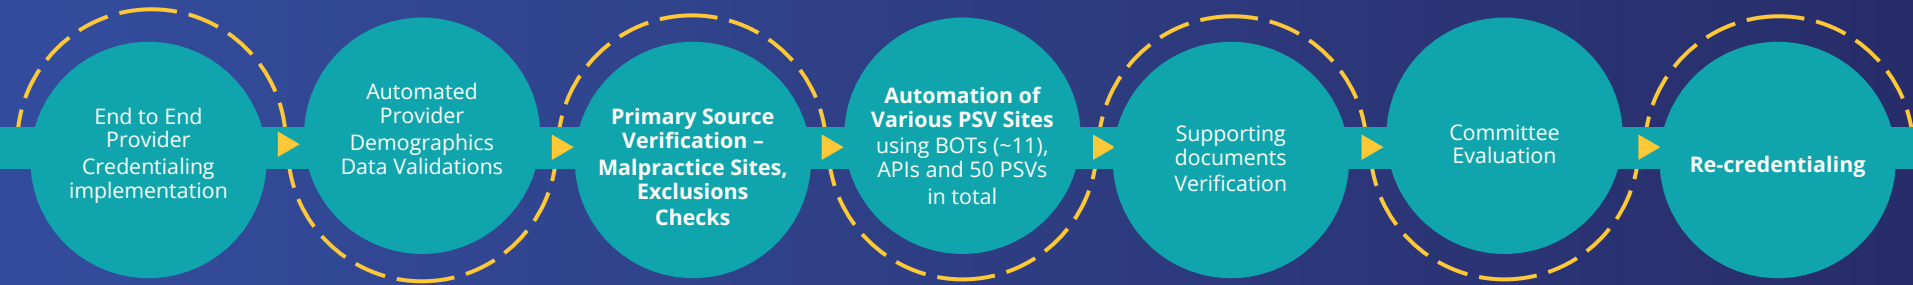 End to End
Provider
Credentialing
implementation
Automated
Provider
Demographics
Data Validations
Primary Source
Verification –
Malpractice Sites,
Exclusions
Checks
Automation of
Various PSV Sites
using BOTs (~11),
APIs and 50 PSVs
in total
Supporting
documents
Verification
Committee
Evaluation
Re-credentialing